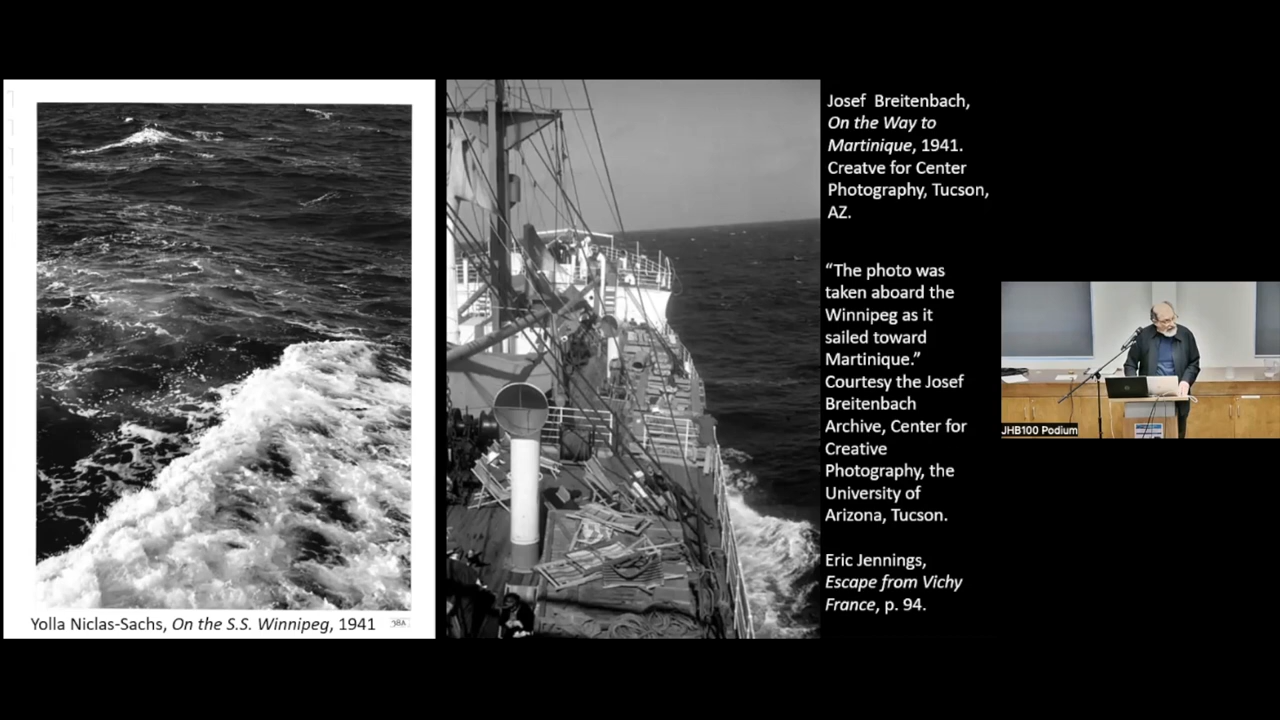 Yolla Niclas-Sachs, On the S.S. Winnipeg, 1941
Josef Breitenbach,
On the Way to
Martinique, 1941.
Creatve for Center
Photography, Tucson,
AZ.
“The photo was
taken aboard the
Winnipeg as it
sailed toward
Martinique.”
Courtesy the Josef
Breitenbach
Archive, Center for
Creative
Photography, the
University of
Arizona, Tucson.
Eric Jennings,
Escape from Vichy
France, p. 94.
JHB100 Podium